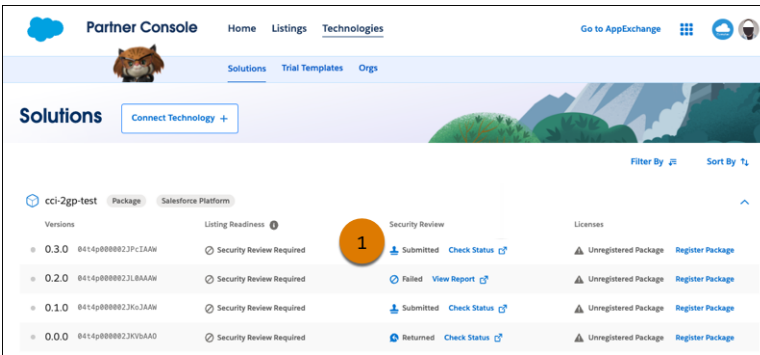 Partner Console Home Listings Technologies Go to AppExchange
Solutions Trial Templates Orgs
Solutions Connect Technology +
Filter By Sort By
cci-2gp-test Package Salesforce Platform
Versions Listing Readiness Security Review Licenses
0.3.0 04t4p000002JPcIAAW Security Review Required 1 Submitted Check Status Unregistered Package Register Package
0.2.0 04t4p000002JL0AAAW Security Review Required Failed View Report Unregistered Package Register Package
0.1.0 04t4p000002JKoJAAW Security Review Required Submitted Check Status Unregistered Package Register Package
0.0.0 04t4p000002JKVbAAO Security Review Required Returned Check Status Unregistered Package Register Package